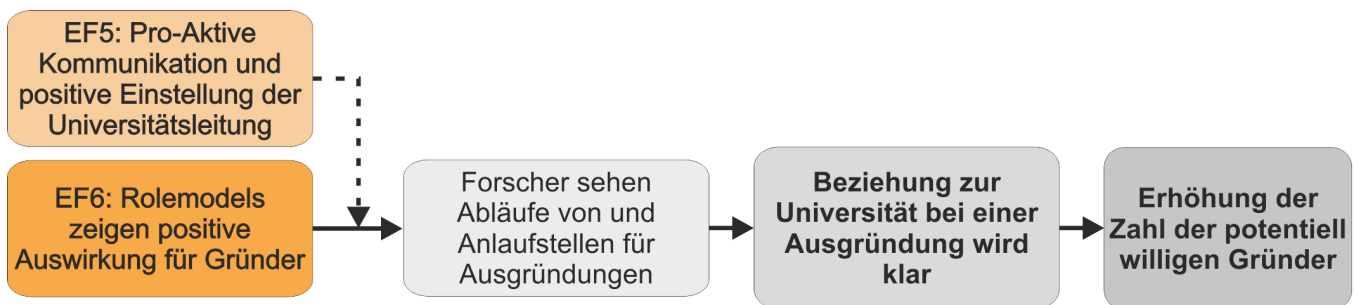 EF5: Pro-Aktive
Kommunikation und
positive Einstellung der
Universitätsleitung
EF6: Rolemodels
zeigen positive
Auswirkung für Gründer
Forscher sehen
Abläufe von und
Anlaufstellen für
Ausgründungen
Beziehung zur
Universität bei einer
Ausgründung wird
klar
Erhöhung der
Zahl der potentiell
willigen Gründer